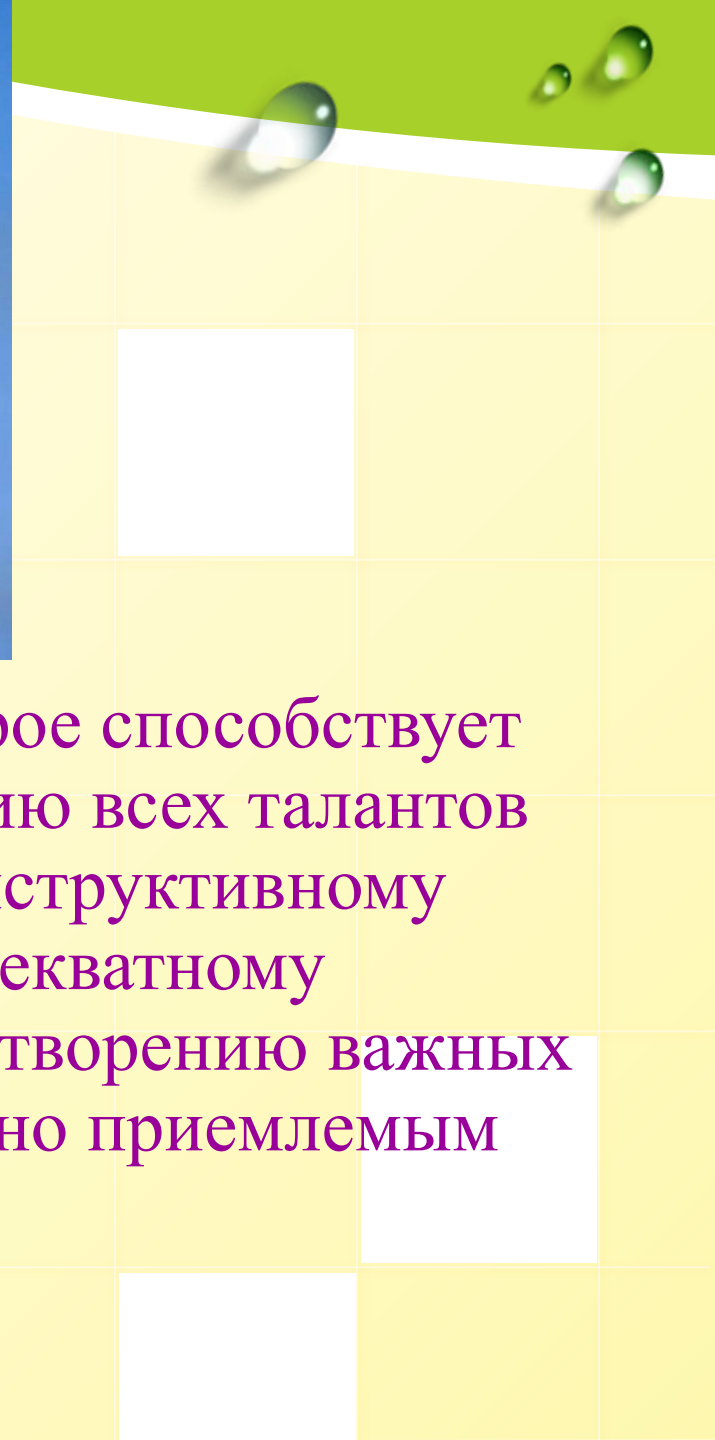 рое способствует
ию всех талантов
структивному
екватному
творению важных
но приемлемым